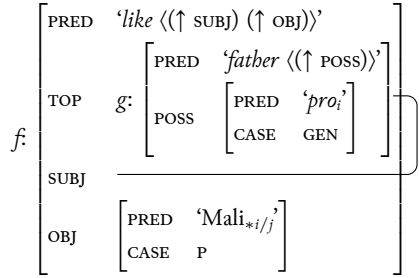 PRED ‘like ⟨(↑ SUBJ) (↑ OBJ)⟩’
PRED ‘father ⟨(↑ POSS)⟩’
TOP g: PRED ‘proᵢ’
POSS
CASE GEN
f:
SUBJ
PRED ‘Mali∗i/j’
OBJ
CASE P